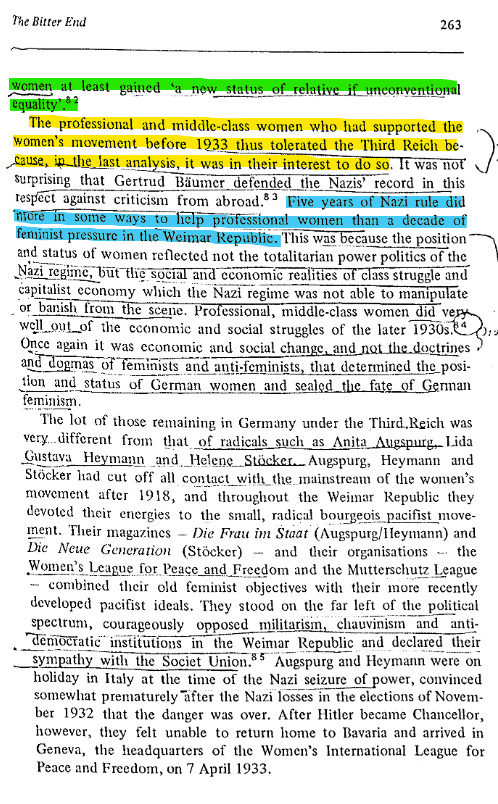 The Bitter End 263
women at least gained 'a new status of relative if unconventional
equality'.82
The professional and middle-class women who had supported the
women's movement before 1933 thus tolerated the Third Reich be-
cause, in the last analysis, it was in their interest to do so. It was not
surprising that Gertrud Bäumer defended the Nazis' record in this
respect against criticism from abroad.83 Five years of Nazi rule did
more in some ways to help professional women than a decade of
feminist pressure in the Weimar Republic. This was because the position
and status of women reflected not the totalitarian power politics of the
Nazi regime, but the social and economic realities of class struggle and
capitalist economy which the Nazi regime was not able to manipulate
or banish from the scene. Professional, middle-class women did very
well out of the economic and social struggles of the later 1930s.84
Once again it was economic and social change, and not the doctrines
and dogmas of feminists and anti-feminists, that determined the posi-
tion and status of German women and sealed the fate of German
feminism.
The lot of those remaining in Germany under the Third Reich was
very different from that of radicals such as Anita Augspurg, Lida
Gustava Heymann and Helene Stöcker. Augspurg, Heymann and
Stöcker had cut off all contact with the mainstream of the women's
movement after 1918, and throughout the Weimar Republic they
devoted their energies to the small, radical bourgeois pacifist move-
ment. Their magazines – Die Frau im Staat (Augspurg/Heymann) and
Die Neue Generation (Stöcker) – and their organisations – the
Women's League for Peace and Freedom and the Mutterschutz League
– combined their old feminist objectives with their more recently
developed pacifist ideals. They stood on the far left of the political
spectrum, courageously opposed militarism, chauvinism and anti-
democratic institutions in the Weimar Republic and declared their
sympathy with the Societ Union.85 Augspurg and Heymann were on
holiday in Italy at the time of the Nazi seizure of power, convinced
somewhat prematurely after the Nazi losses in the elections of Novem-
ber 1932 that the danger was over. After Hitler became Chancellor,
however, they felt unable to return home to Bavaria and arrived in
Geneva, the headquarters of the Women's International League for
Peace and Freedom, on 7 April 1933.